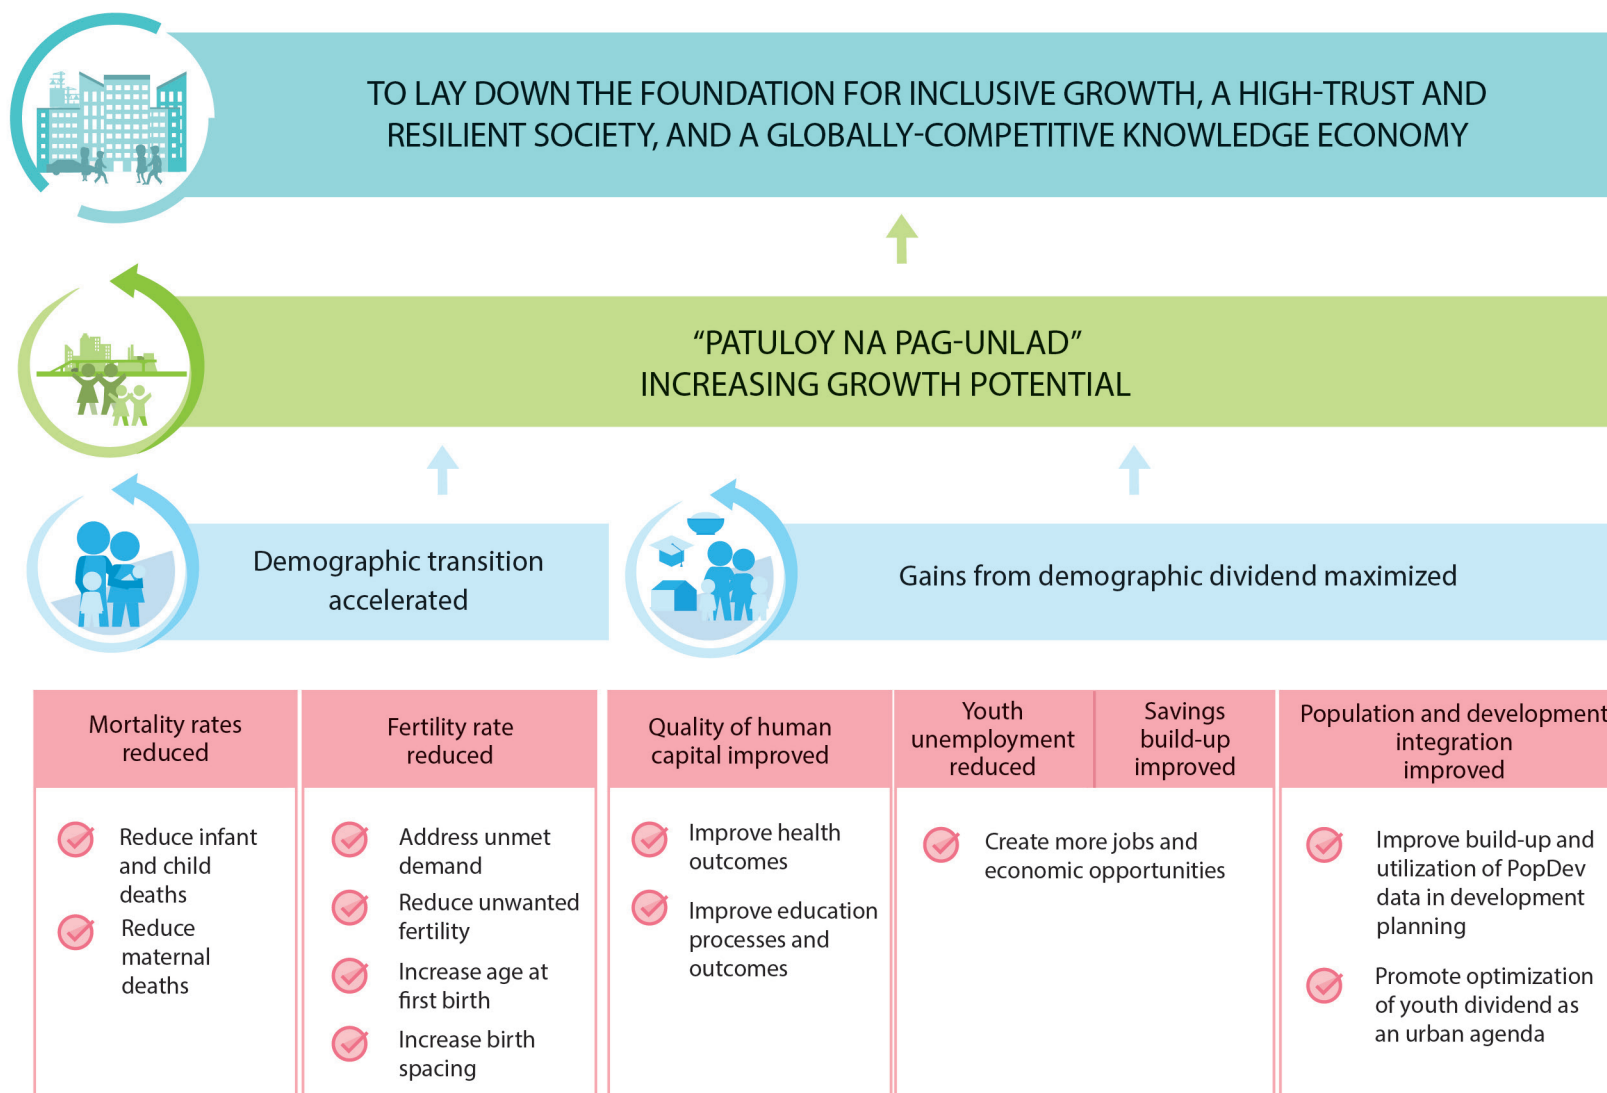 TO LAY DOWN THE FOUNDATION FOR INCLUSIVE GROWTH, A HIGH-TRUST AND
RESILIENT SOCIETY, AND A GLOBALLY-COMPETITIVE KNOWLEDGE ECONOMY
“PATULOY NA PAG-UNLAD”
INCREASING GROWTH POTENTIAL
Demographic transition
accelerated
Gains from demographic dividend maximized
Mortality rates
reduced
Reduce infant
and child
deaths
Reduce
maternal
deaths
Fertility rate
reduced
Address unmet
demand
Reduce unwanted
fertility
Increase age at
first birth
Increase birth
spacing
Quality of human
capital improved
Improve health
outcomes
Improve education
processes and
outcomes
Youth
unemployment
reduced
Savings
build-up
improved
Create more jobs and
economic opportunities
Population and development
integration
improved
Improve build-up and
utilization of PopDev
data in development
planning
Promote optimization
of youth dividend as
an urban agenda